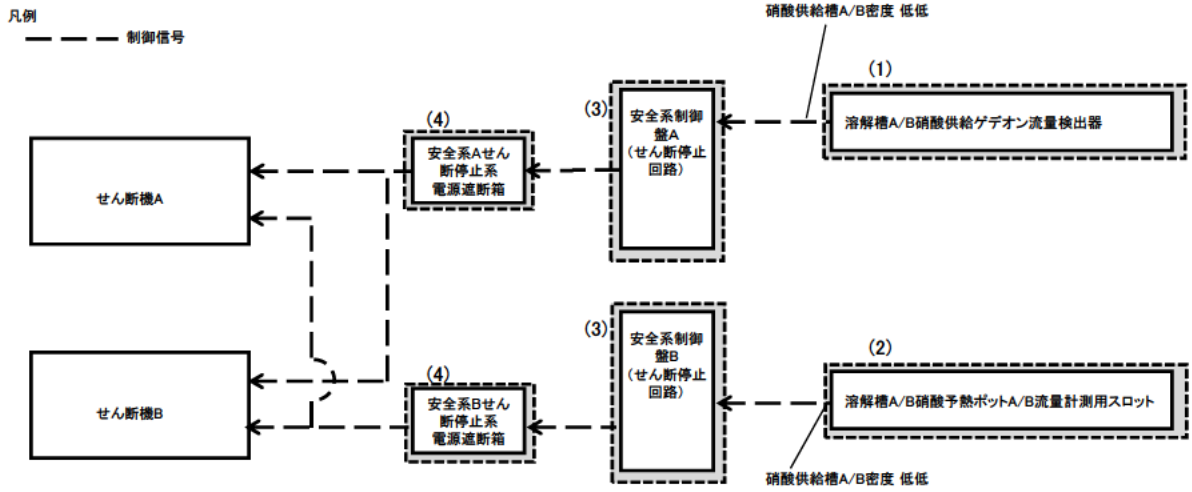 凡例
制御信号
硝酸供給槽A/B密度 低低
(1)
溶解槽A/B硝酸供給ゲデオン流量検出器
(3)
安全系制御
盤A
(せん断停止
回路)
(4)
安全系Aせん
断停止系
電源遮断箱
せん断機A
(3)
安全系制御
盤B
(せん断停止
回路)
(2)
溶解槽A/B硝酸予熱ポットA/B流量計測用スロット
(4)
安全系Bせん
断停止系
電源遮断箱
せん断機B
硝酸供給槽A/B密度 低低